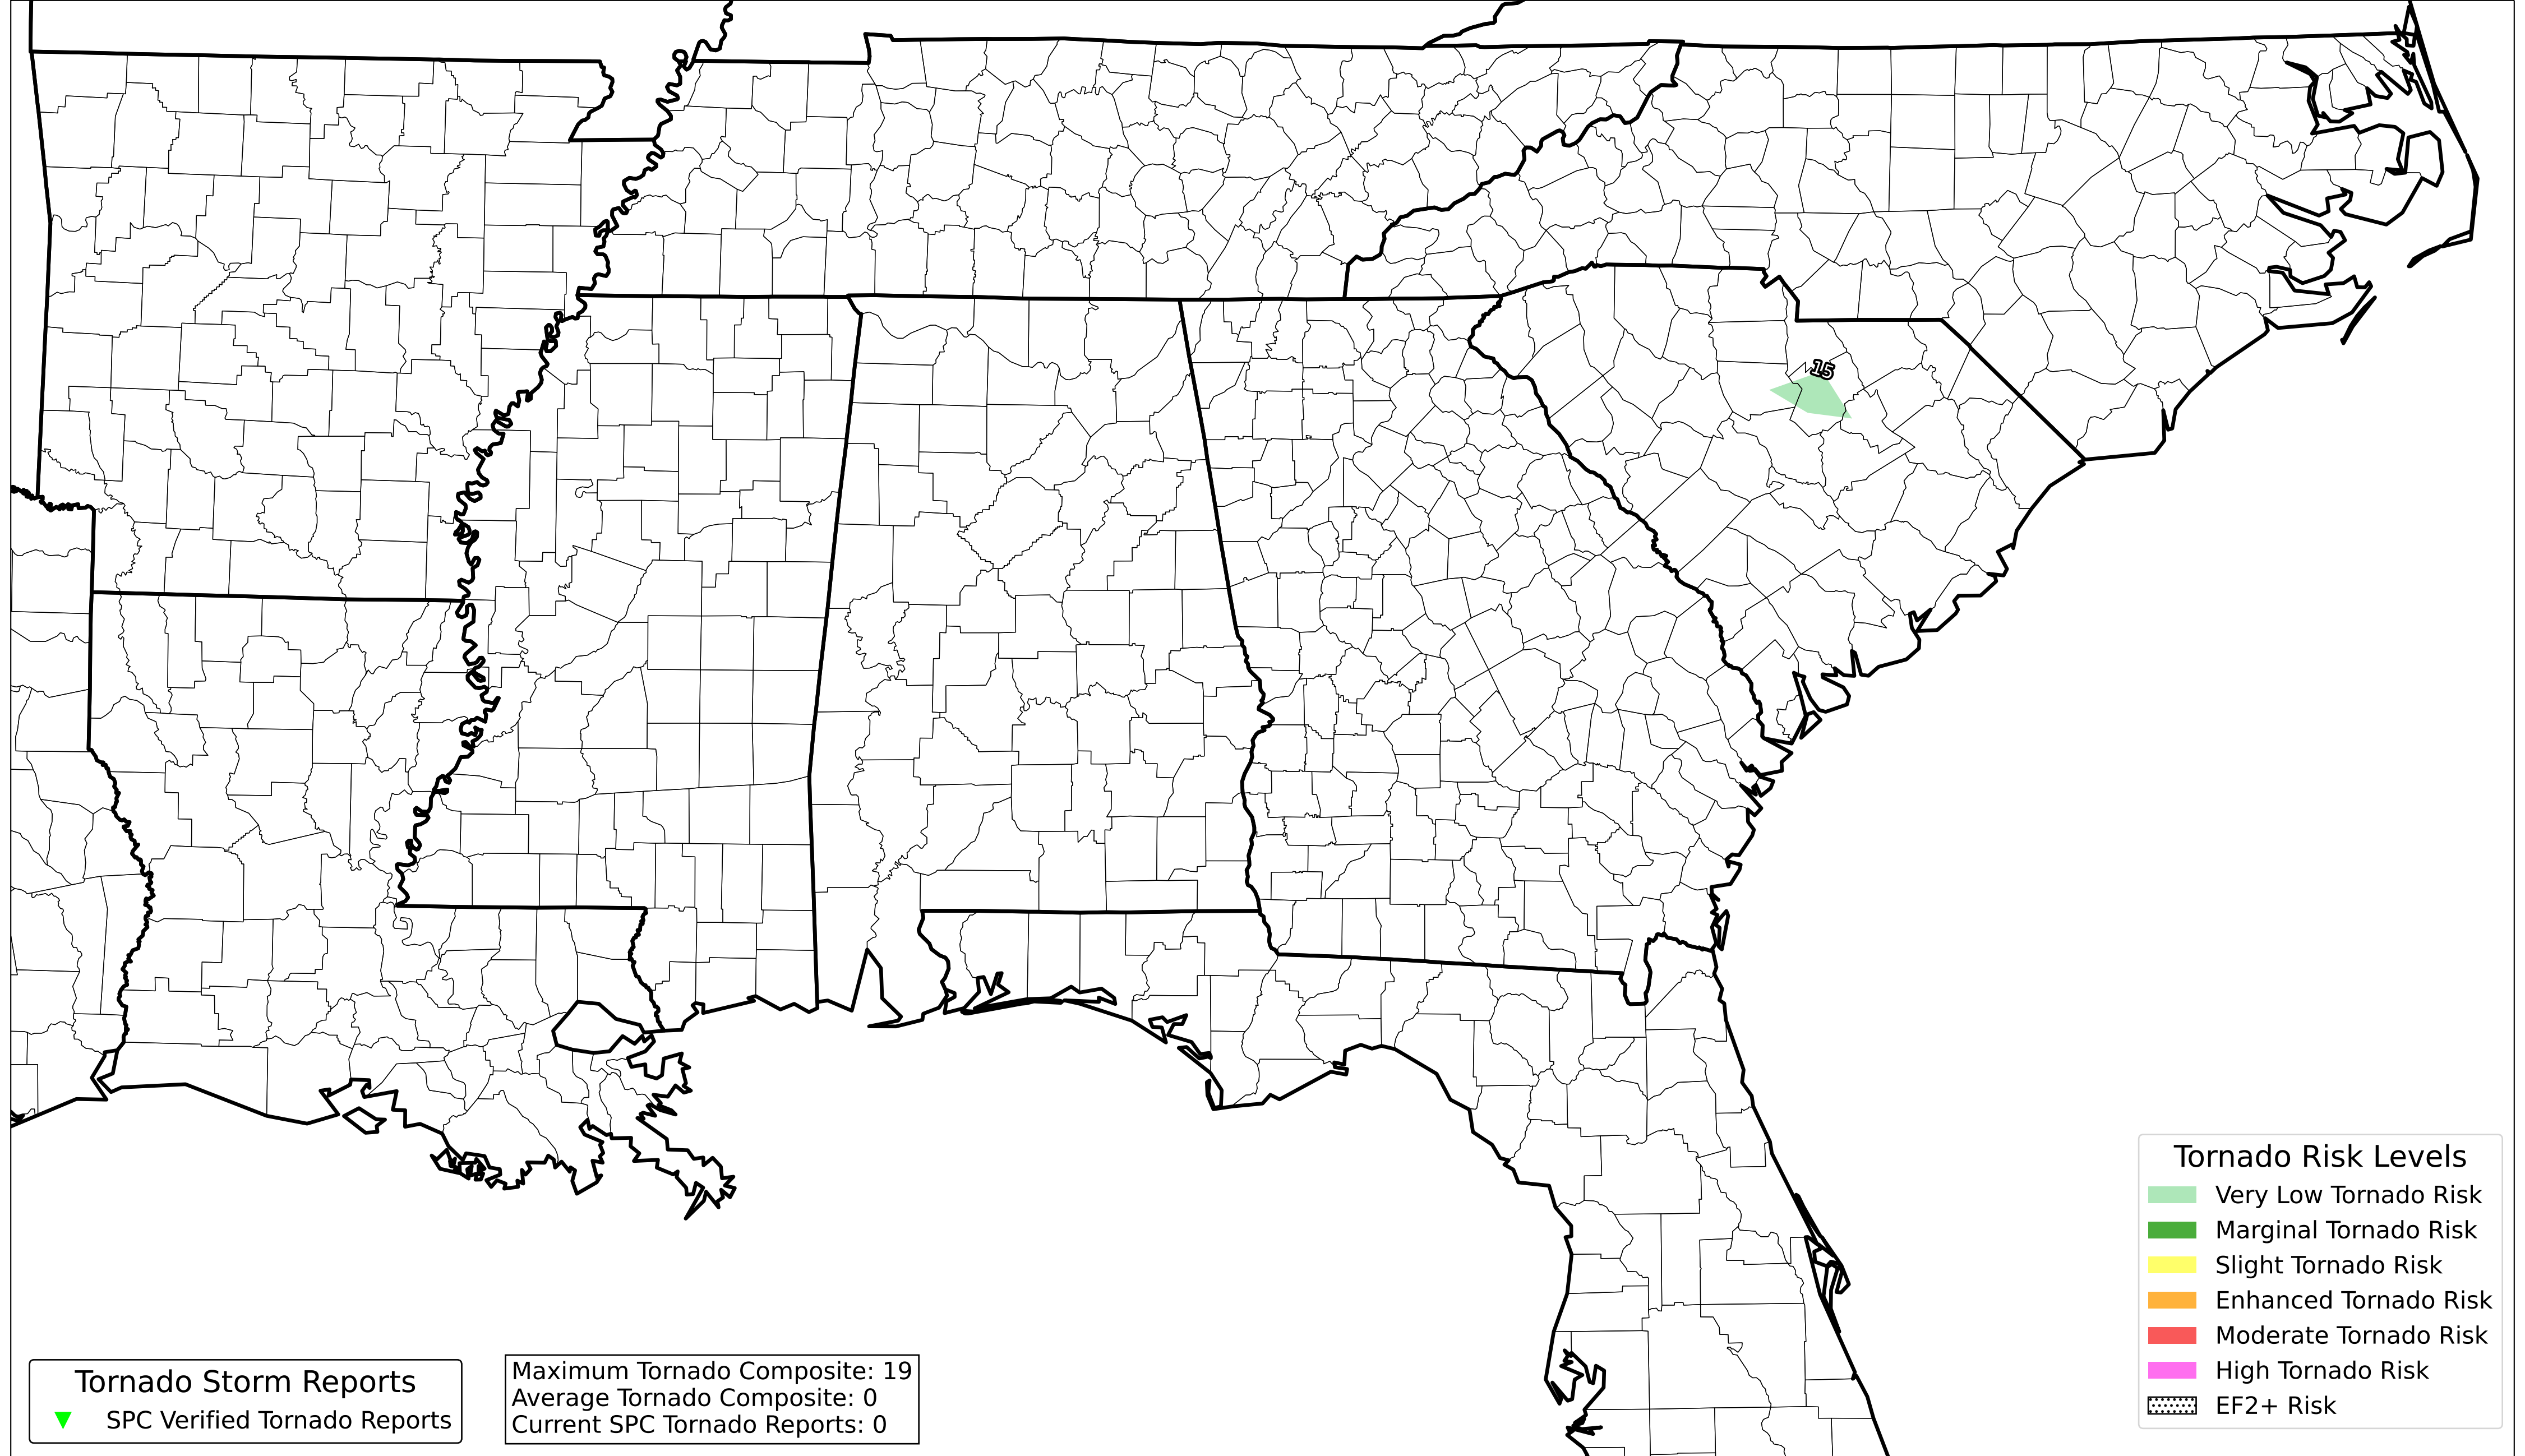 15
Tornado Storm Reports
SPC Verified Tornado Reports
Maximum Tornado Composite: 19
Average Tornado Composite: 0
Current SPC Tornado Reports: 0
Tornado Risk Levels
Very Low Tornado Risk
Marginal Tornado Risk
Slight Tornado Risk
Enhanced Tornado Risk
Moderate Tornado Risk
High Tornado Risk
EF2+ Risk